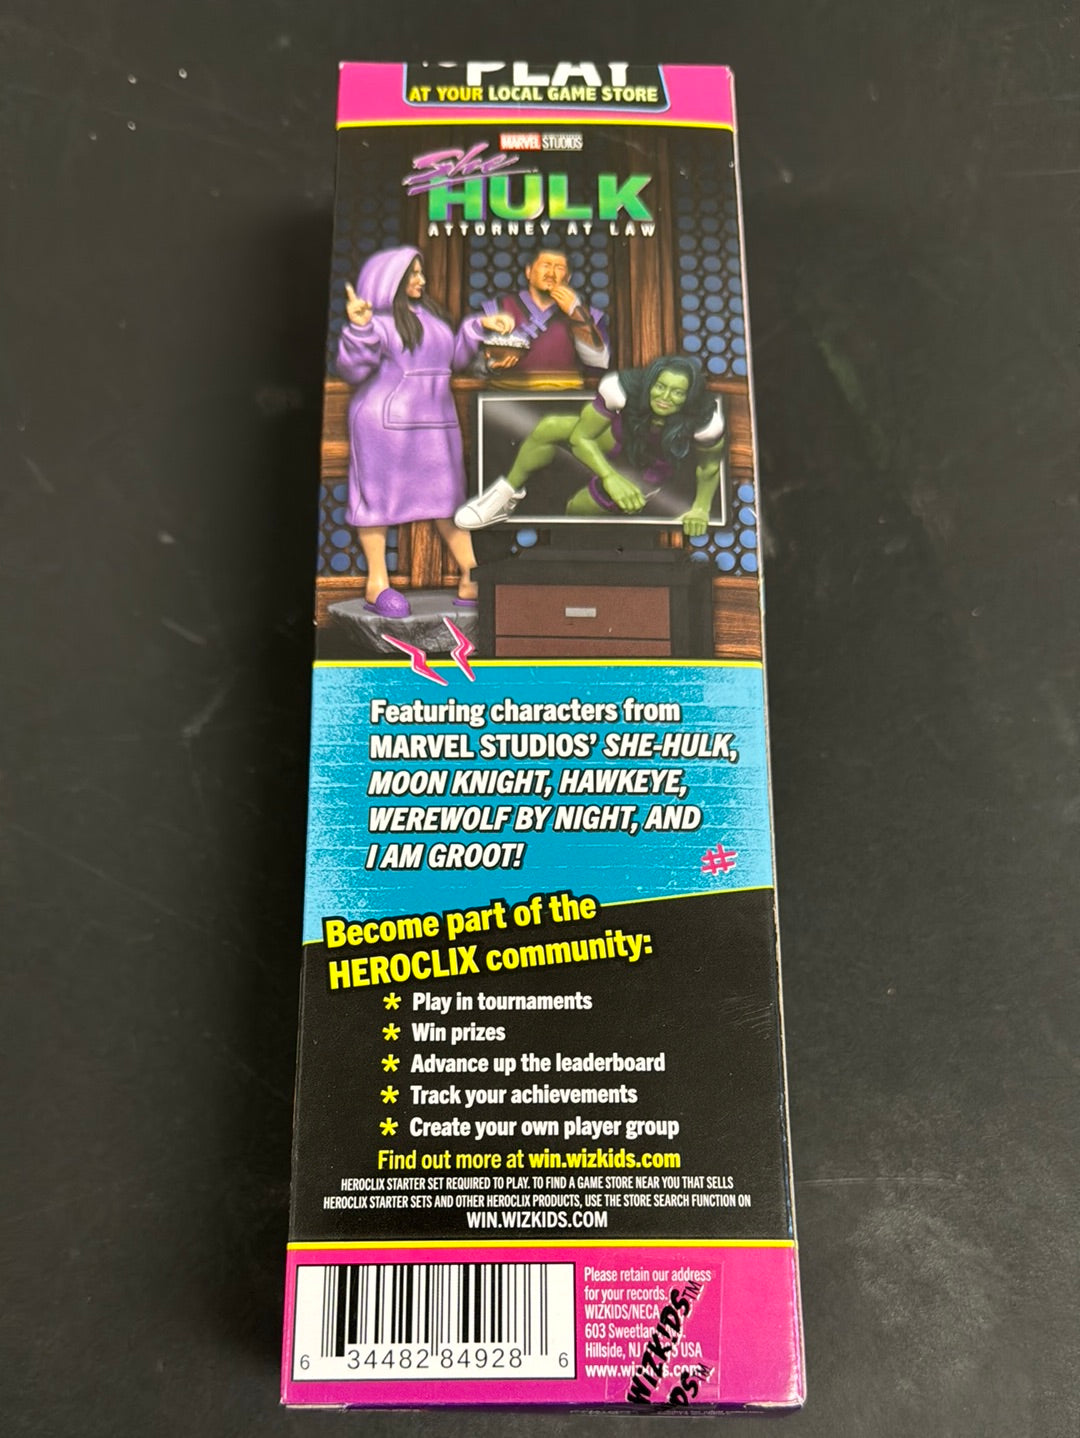 PLAY
AT YOUR LOCAL GAME STORE
MARVEL STUDIOS
She
HULK
ATTORNEY AT LAW
Featuring characters from
MARVEL STUDIOS' SHE-HULK,
MOON KNIGHT, HAWKEYE,
WEREWOLF BY NIGHT, AND
I AM GROOT!
#
Become part of the
HEROCLIX community:
* Play in tournaments
* Win prizes
* Advance up the leaderboard
* Track your achievements
* Create your own player group
Find out more at win.wizkids.com
HEROCLIX STARTER SET REQUIRED TO PLAY. TO FIND A GAME STORE NEAR YOU THAT SELLS
HEROCLIX STARTER SETS AND OTHER HEROCLIX PRODUCTS, USE THE STORE SEARCH FUNCTION ON
WIN.WIZKIDS.COM
Please retain our address
for your records.
WIZKIDS/NECA
603
Hillside, NJ USA
6 34482 84928 6
WIZKIDS™